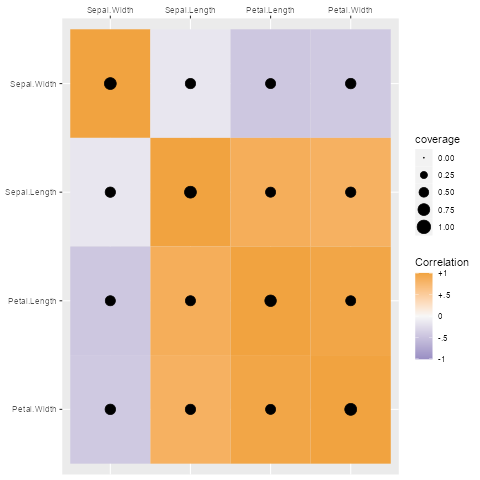 Sepal.Width Sepal.Length Petal.Length Petal.Width
Sepal.Width
Sepal.Length
Petal.Length
Petal.Width
coverage
0.00
0.25
0.50
0.75
1.00
Correlation
+1
+.5
0
-.5
-1